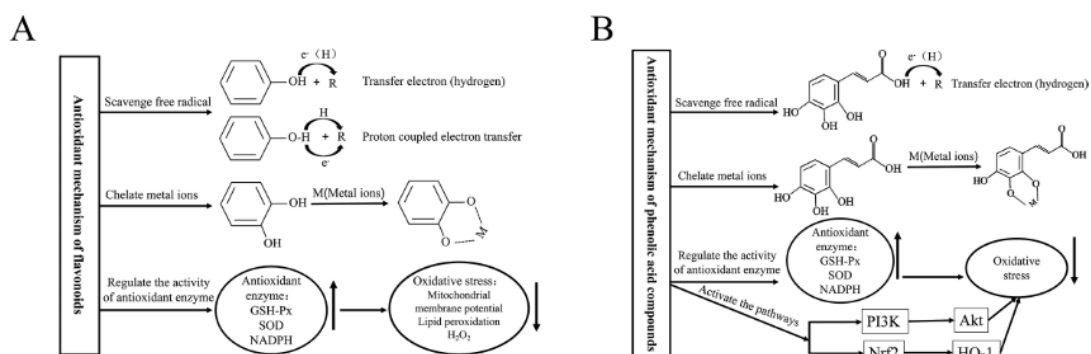 A
Antioxidant mechanism of flavonoids
Scavenge free radical
e⁻ (H)
OH + R
Transfer electron (hydrogen)
H
O-H + R
Proton coupled electron transfer
e⁻
Chelate metal ions
OH
OH
M(Metal ions)
O
O
M
Regulate the activity
of antioxidant enzyme
Antioxidant
enzyme:
GSH-Px
SOD
NADPH
Oxidative stress:
Mitochondrial
membrane potential
Lipid peroxidation
H₂O₂
B
Antioxidant mechanism of phenolic acid compounds
Scavenge free radical
O
e⁻ (H)
OH + R
Transfer electron (hydrogen)
HO
OH
OH
Chelate metal ions
O
OH
HO
OH
OH
M(Metal ions)
O
OH
HO
O
O
M
Regulate the activity
of antioxidant enzyme
Antioxidant
enzyme:
GSH-Px
SOD
NADPH
Oxidative
stress
Activate the pathways
PI3K
Akt
Nrf2
HO-1